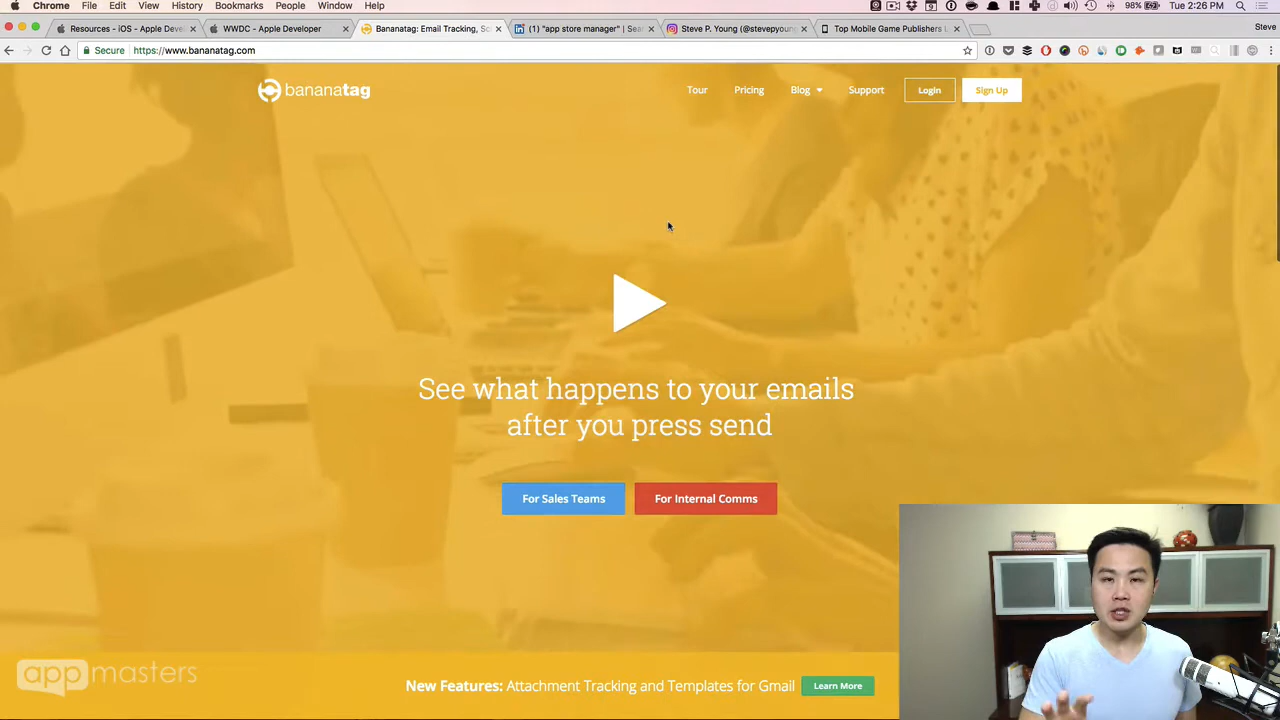 Chrome File Edit View History Bookmarks People Window Help 98% Tue 2:26 PM
Resources - iOS - Apple Deve WWDC - Apple Developer Bananatag: Email Tracking, Sc (1) "app store manager" | Sea Steve P. Young (@stevepyoung Top Mobile Game Publishers L Steve
Secure https://www.bananatag.com
bananatag Tour Pricing Blog Support Login Sign Up
See what happens to your emails
after you press send
For Sales Teams For Internal Comms
appmasters
New Features: Attachment Tracking and Templates for Gmail Learn More